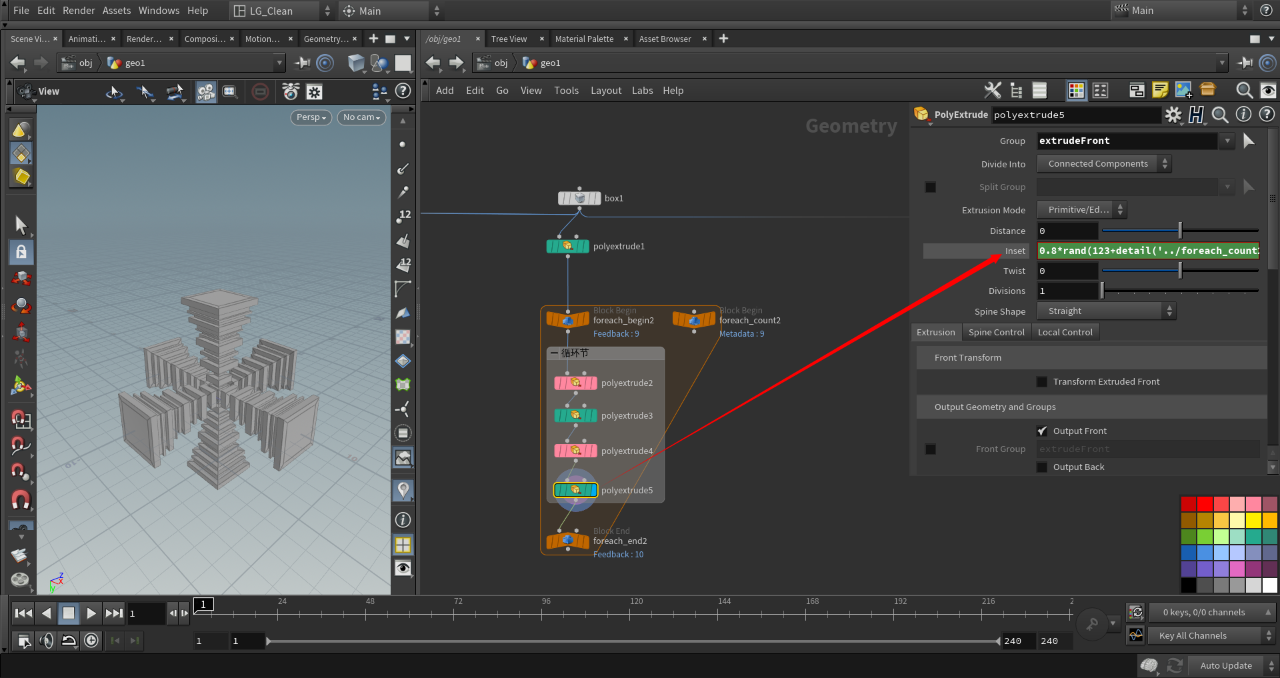 File Edit Render Assets Windows Help LG_Clean Main Main
Scene Vi... Animati... Render... Composi... Motion... Geometry...
/obj/geo1 Tree View Material Palette Asset Browser
obj geo1
obj geo1
View
Add Edit Go View Tools Layout Labs Help
Persp No cam
12
12
Geometry
box1
polyextrude1
Block Begin
foreach_begin2
Feedback : 9
Block Begin
foreach_count2
Metadata : 9
一 循环节
polyextrude2
polyextrude3
polyextrude4
polyextrude5
Block End
foreach_end2
Feedback : 10
PolyExtrude polyextrude5
Group extrudeFront
Divide Into Connected Components
Split Group
Extrusion Mode Primitive/Ed...
Distance 0
Inset 0.8*rand(123+detail('../foreach_count
Twist 0
Divisions 1
Spine Shape Straight
Extrusion Spine Control Local Control
Front Transform
Transform Extruded Front
Output Geometry and Groups
Output Front
Front Group extrudeFront
Output Back
Z
X
1 1 24 48 72 96 120 144 168 192 216 2
0 keys, 0/0 channels
1 1 240 240 Key All Channels
Auto Update